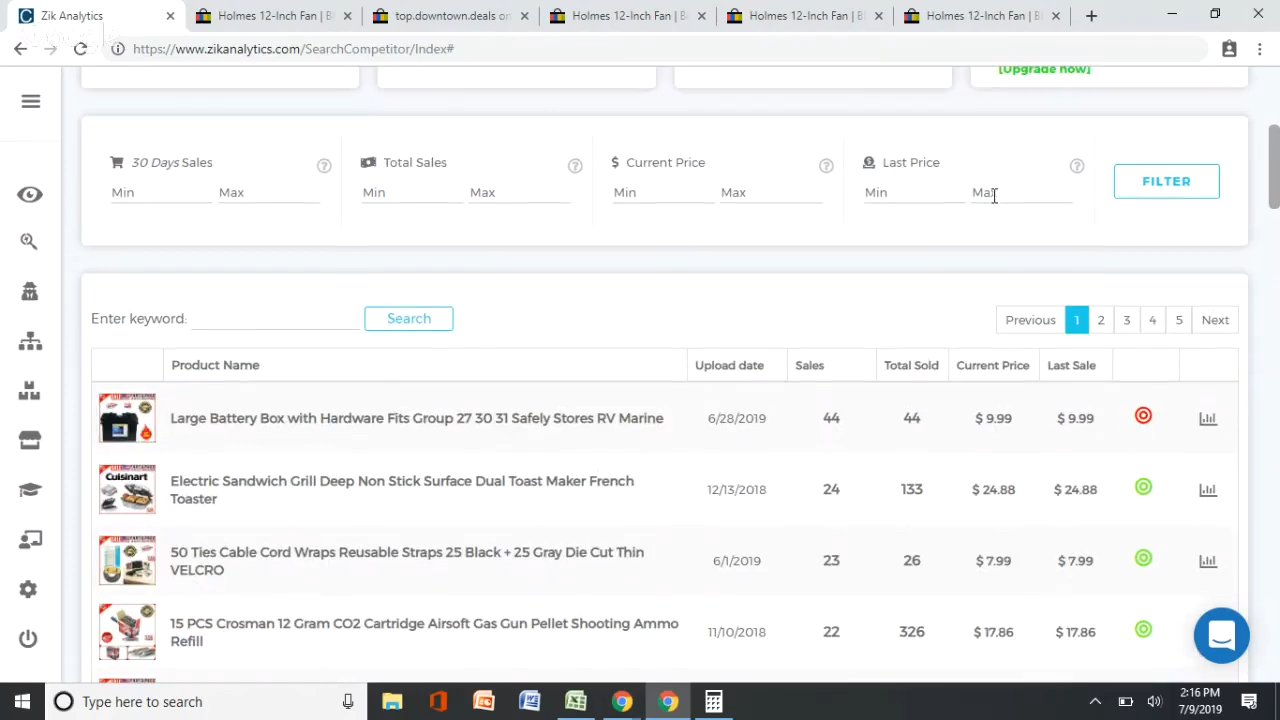 Zik Analytics
Holmes 12-Inch Fan | B
top.downtown.deals on
Holmes 12-Inch Fan | B
Holmes 12-Inch Fan | B
Holmes 12-Inch Fan | B
https://www.zikanalytics.com/SearchCompetitor/Index#
[Upgrade now]
30 Days Sales
Min Max
Total Sales
Min Max
$ Current Price
Min Max
Last Price
Min Max
FILTER
Enter keyword: Search
Previous 1 2 3 4 5 Next
Product Name Upload date Sales Total Sold Current Price Last Sale
Large Battery Box with Hardware Fits Group 27 30 31 Safely Stores RV Marine 6/28/2019 44 44 $ 9.99 $ 9.99
Cuisinart
Electric Sandwich Grill Deep Non Stick Surface Dual Toast Maker French
Toaster
12/13/2018 24 133 $ 24.88 $ 24.88
50 Ties Cable Cord Wraps Reusable Straps 25 Black + 25 Gray Die Cut Thin
VELCRO
6/1/2019 23 26 $ 7.99 $ 7.99
15 PCS Crosman 12 Gram CO2 Cartridge Airsoft Gas Gun Pellet Shooting Ammo
Refill
11/10/2018 22 326 $ 17.86 $ 17.86
Type here to search
2:16 PM
7/9/2019